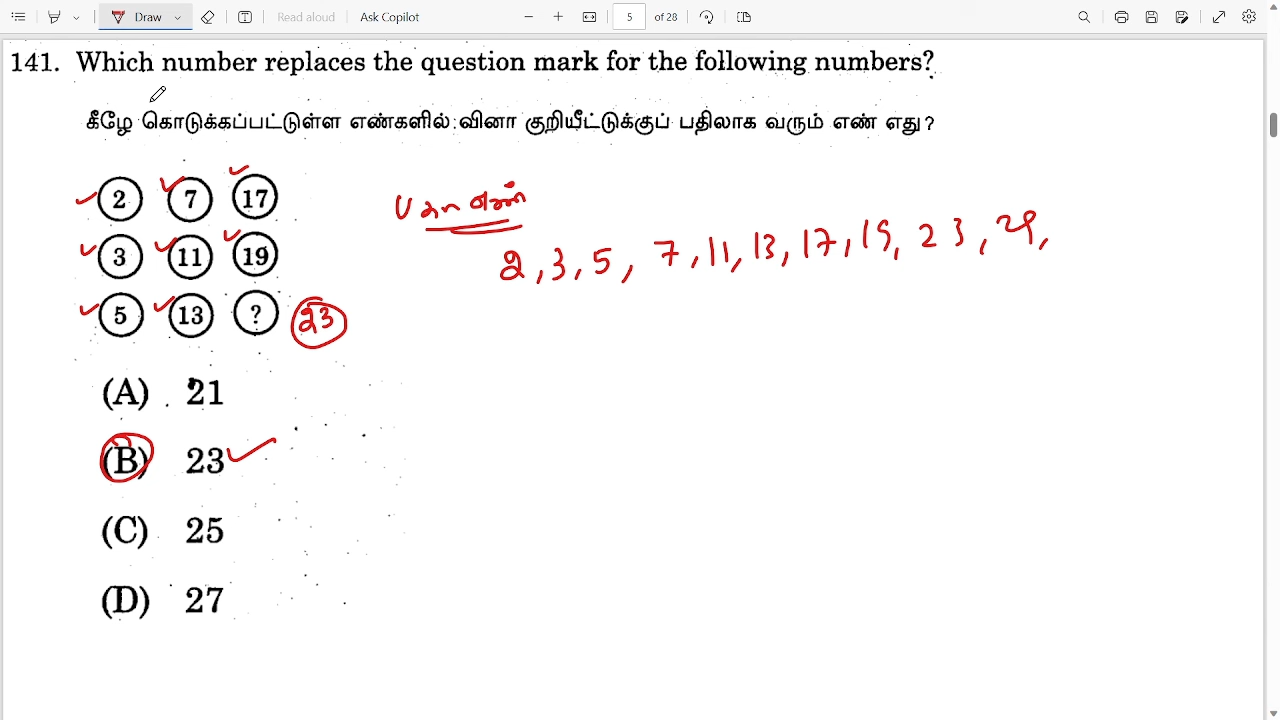 Draw Read aloud Ask Copilot 5 of 28
141. Which number replaces the question mark for the following numbers?
கீழே கொடுக்கப்பட்டுள்ள எண்களில் வினா குறியீட்டுக்குப் பதிலாக வரும் எண் எது?
2 7 17
பகா எண்
3 11 19
2, 3, 5, 7, 11, 13, 17, 19, 23, 29,
5 13 ? 23
(A) 21
(B) 23
(C) 25
(D) 27